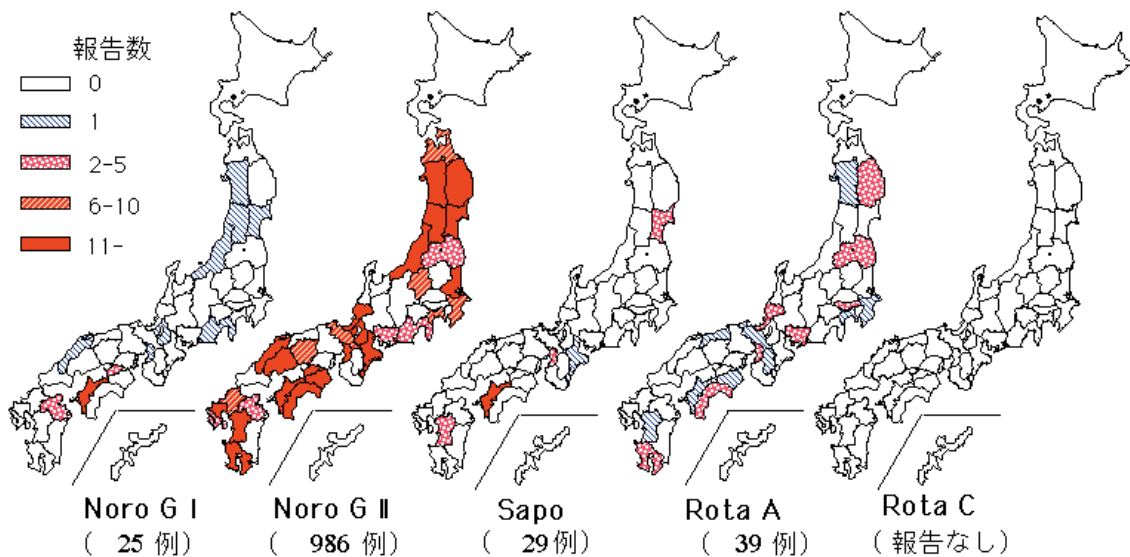 報告数
0
1
2-5
6-10
11-
Noro G Ⅰ
( 25 例)
Noro G Ⅱ
( 986 例)
Sapo
( 29例)
Rota A
( 39 例)
Rota C
(報告なし)